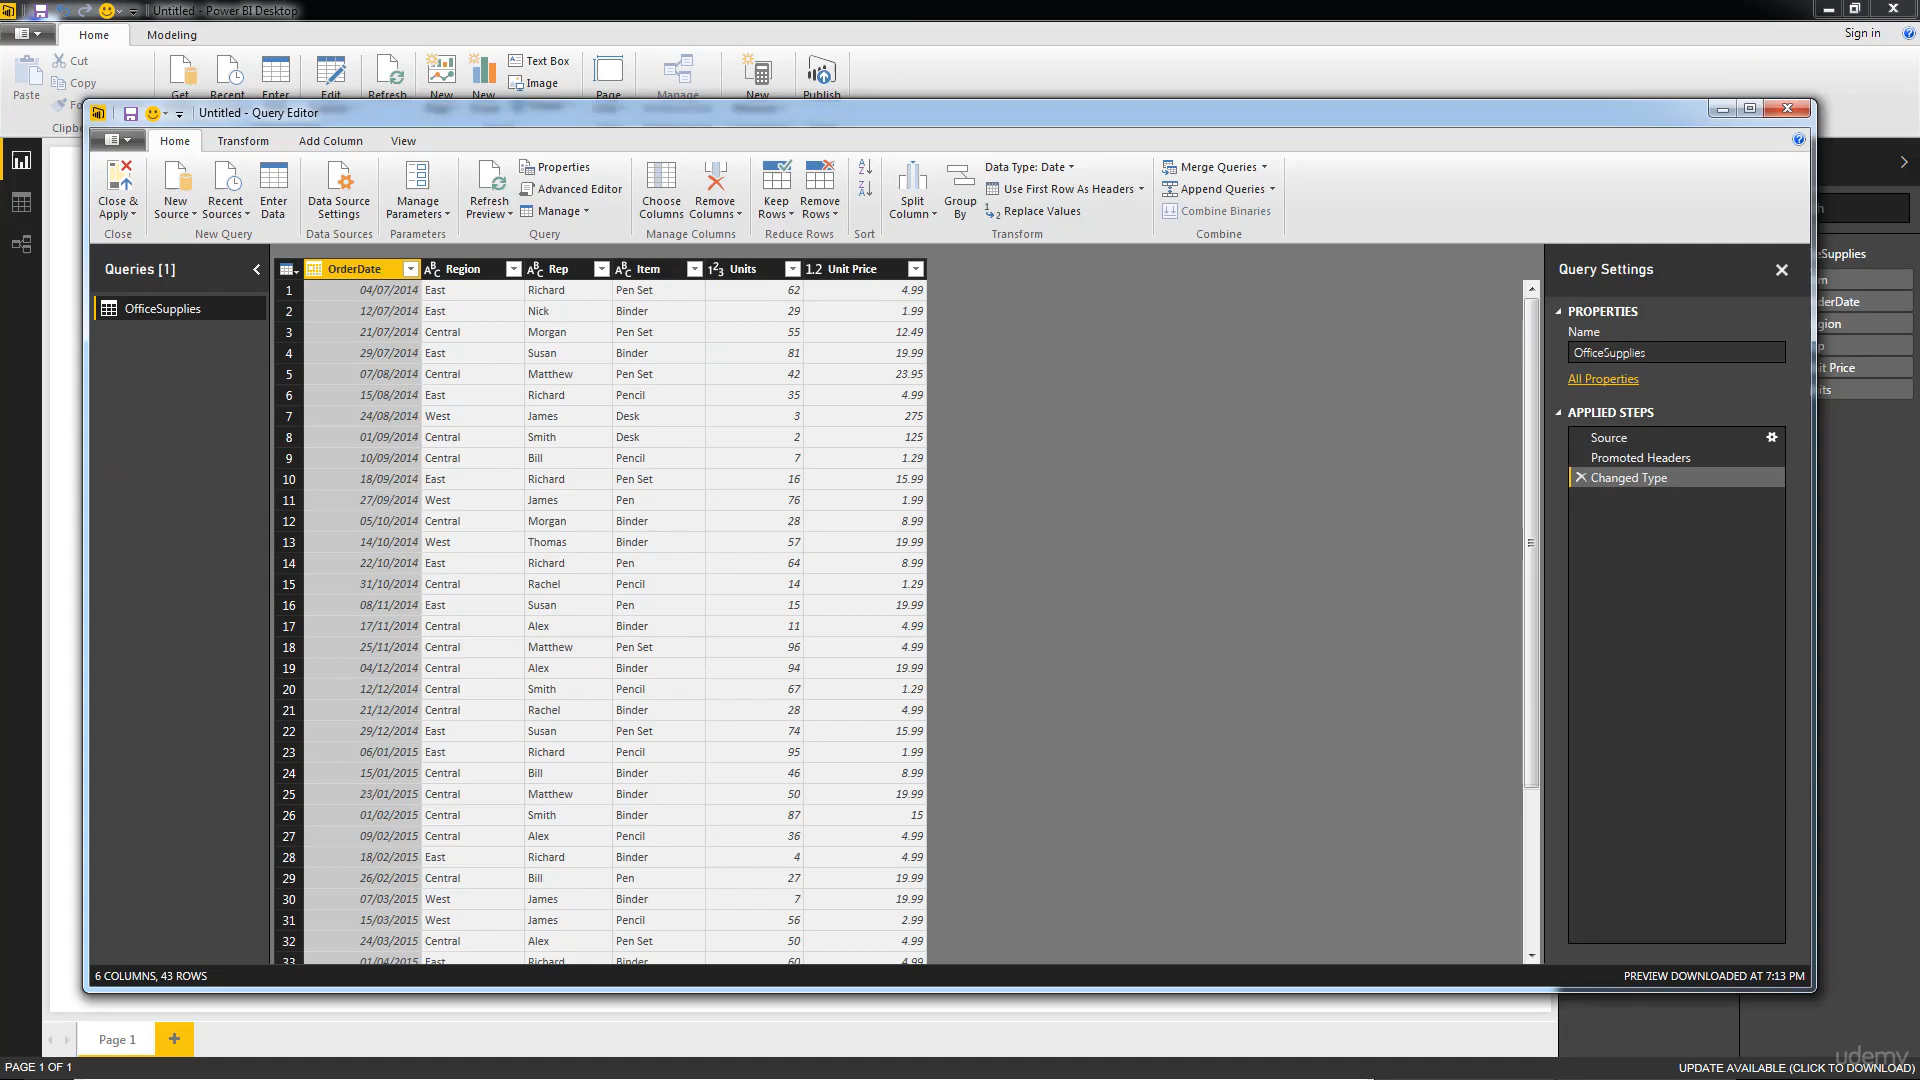 Untitled - Power BI Desktop
Home Modeling
Sign in
Paste Cut Copy
Get Recent Enter Edit Refresh New New Text Box Image Page Manage New Publish
Untitled - Query Editor
Home Transform Add Column View
Close & Apply
New Source
Recent Sources
Enter Data
Data Source Settings
Manage Parameters
Refresh Preview
Properties
Advanced Editor
Manage
Choose Columns
Remove Columns
Keep Rows
Remove Rows
Split Column
Group By
Data Type: Date
Use First Row As Headers
Replace Values
Merge Queries
Append Queries
Combine Binaries
Close New Query Data Sources Parameters Query Manage Columns Reduce Rows Sort Transform Combine
Queries [1]
OfficeSupplies
OrderDate Region Rep Item Units 1.2 Unit Price
1 04/07/2014 East Richard Pen Set 62 4.99
2 12/07/2014 East Nick Binder 29 1.99
3 21/07/2014 Central Morgan Pen Set 55 12.49
4 29/07/2014 East Susan Binder 81 19.99
5 07/08/2014 Central Matthew Pen Set 42 23.95
6 15/08/2014 East Richard Pencil 35 4.99
7 24/08/2014 West James Desk 3 275
8 01/09/2014 Central Smith Desk 2 125
9 10/09/2014 Central Bill Pencil 7 1.29
10 18/09/2014 East Richard Pen Set 16 15.99
11 27/09/2014 West James Pen 76 1.99
12 05/10/2014 Central Morgan Binder 28 8.99
13 14/10/2014 West Thomas Binder 57 19.99
14 22/10/2014 East Richard Pen 64 8.99
15 31/10/2014 Central Rachel Pencil 14 1.29
16 08/11/2014 East Susan Pen 15 19.99
17 17/11/2014 Central Alex Binder 11 4.99
18 25/11/2014 Central Matthew Pen Set 96 4.99
19 04/12/2014 Central Alex Binder 94 19.99
20 12/12/2014 Central Smith Pencil 67 1.29
21 21/12/2014 Central Rachel Binder 28 4.99
22 29/12/2014 East Susan Pen Set 74 15.99
23 06/01/2015 East Richard Pencil 95 1.99
24 15/01/2015 Central Bill Binder 46 8.99
25 23/01/2015 Central Matthew Binder 50 19.99
26 01/02/2015 Central Smith Binder 87 15
27 09/02/2015 Central Alex Pencil 36 4.99
28 18/02/2015 East Richard Binder 4 4.99
29 26/02/2015 Central Bill Pen 27 19.99
30 07/03/2015 West James Binder 7 19.99
31 15/03/2015 West James Pencil 56 2.99
32 24/03/2015 Central Alex Pen Set 50 4.99
33 01/04/2015 East Richard Binder 60 4.99
Query Settings
PROPERTIES
Name
OfficeSupplies
All Properties
APPLIED STEPS
Source
Promoted Headers
Changed Type
6 COLUMNS, 43 ROWS
PREVIEW DOWNLOADED AT 7:13 PM
Page 1
PAGE 1 OF 1
udemy
UPDATE AVAILABLE (CLICK TO DOWNLOAD)